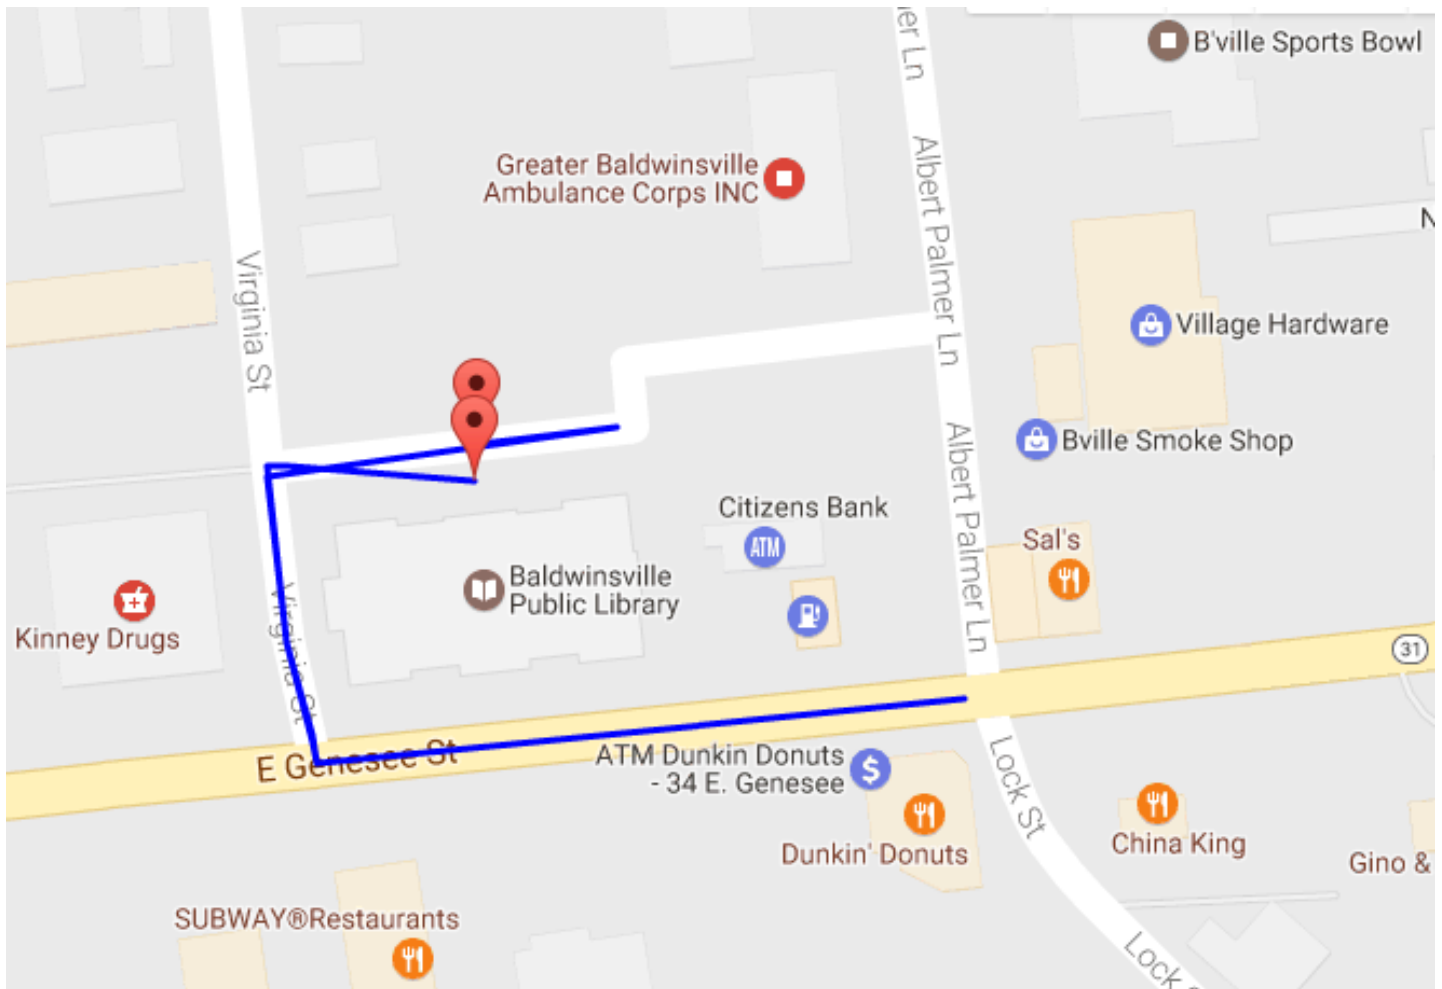 er Ln
B'ville Sports Bowl
Albert Palmer Ln
Greater Baldwinsville
Ambulance Corps INC
N
Virginia St
Village Hardware
Albert Palmer Ln
Bville Smoke Shop
Citizens Bank
ATM
Sal's
Baldwinsville
Public Library
Virginia St
Kinney Drugs
31
E Genesee St
ATM Dunkin Donuts
- 34 E. Genesee
$
Lock St
Dunkin' Donuts
China King
Gino &
SUBWAY®Restaurants
Lock S